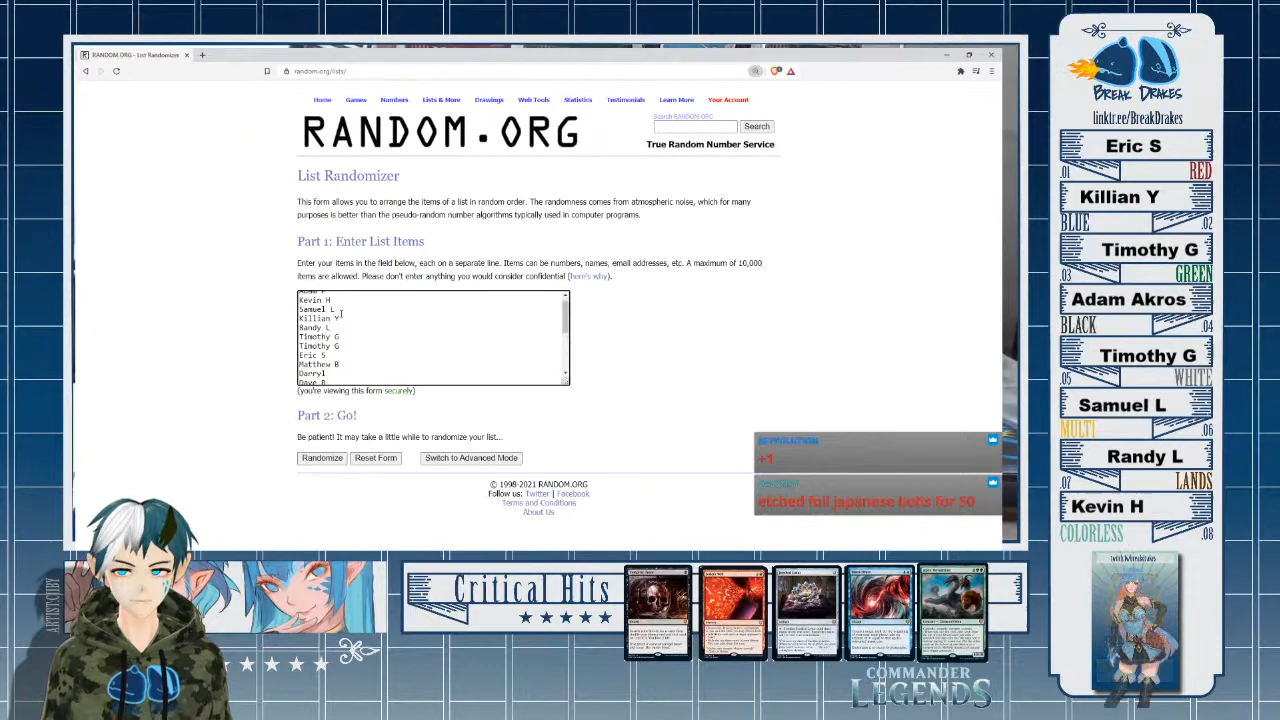 RANDOM.ORG - List Randomizer
random.org/lists/
Home Games Numbers Lists & More Drawings Web Tools Statistics Testimonials Learn More Your Account
RANDOM.ORG
Search RANDOM.ORG
Search
True Random Number Service
List Randomizer
This form allows you to arrange the items of a list in random order. The randomness comes from atmospheric noise, which for many
purposes is better than the pseudo-random number algorithms typically used in computer programs.
Part 1: Enter List Items
Enter your items in the field below, each on a separate line. Items can be numbers, names, email addresses, etc. A maximum of 10,000
items are allowed. Please don't enter anything you would consider confidential (here's why).
Kevin H
Samuel L
Killian Y
Randy L
Timothy G
Timothy G
Eric S
Matthew B
Darryl
Dave B
(you're viewing this form securely)
Part 2: Go!
Be patient! It may take a little while to randomize your list...
Randomize Reset Form Switch to Advanced Mode
© 1998-2021 RANDOM.ORG
Follow us: Twitter | Facebook
Terms and Conditions
About Us
+1
etched foil japanese bolts for 50
BREAK DRAKES
linktr.ee/BreakDrakes
Eric S
.01 RED
Killian Y
BLUE .02
Timothy G
.03 GREEN
Adam Akros
BLACK .04
Timothy G
.05 WHITE
Samuel L
MULTI .06
Randy L
.07 LANDS
Kevin H
COLORLESS .08
Critical Hits
COMMANDER
LEGENDS